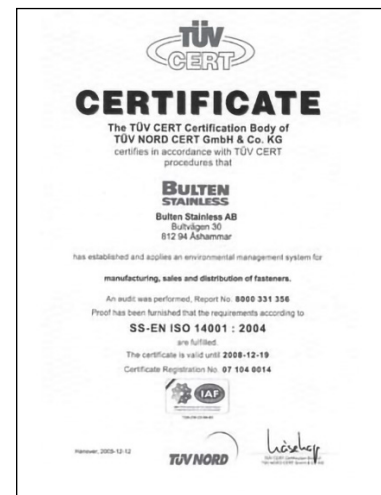 TÜV
CERT
CERTIFICATE
The TÜV CERT Certification Body of
TÜV NORD CERT GmbH & Co. KG
certifies in accordance with TÜV CERT
procedures that
BULTEN
STAINLESS
Bulten Stainless AB
Bultvägen 30
812 94 Åshammar
has established and applies an environmental management system for
manufacturing, sales and distribution of fasteners.
An audit was performed, Report No. 8000 331 356
Proof has been furnished that the requirements according to
SS-EN ISO 14001 : 2004
are fulfilled.
The certificate is valid until 2008-12-19
Certificate Registration No. 07 104 0014
IAF
Hanover,
TÜV NORD